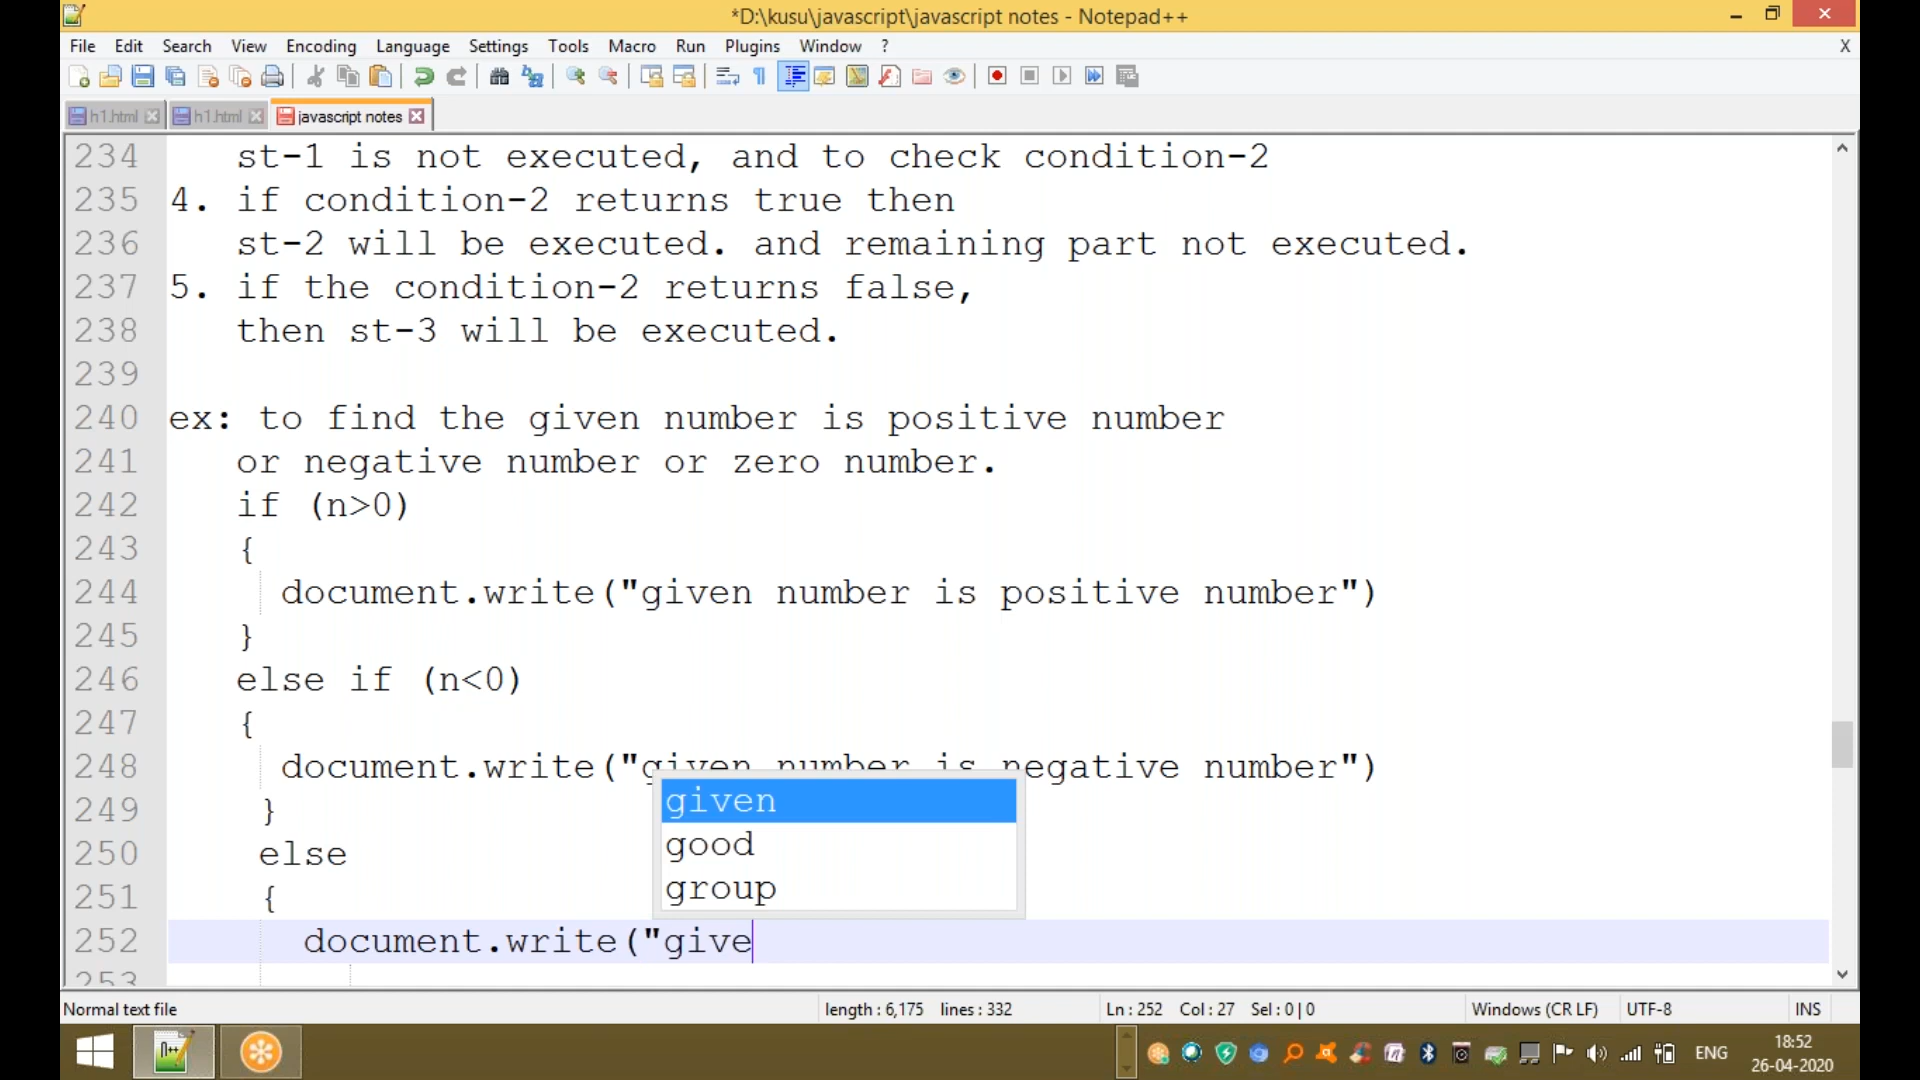 *D:\kusu\javascript\javascript notes - Notepad++
File Edit Search View Encoding Language Settings Tools Macro Run Plugins Window ? X
h1.html h1.html javascript notes
234 st-1 is not executed, and to check condition-2
235 4. if condition-2 returns true then
236 st-2 will be executed. and remaining part not executed.
237 5. if the condition-2 returns false,
238 then st-3 will be executed.
239
240 ex: to find the given number is positive number
241 or negative number or zero number.
242 if (n>0)
243 {
244 document.write("given number is positive number")
245 }
246 else if (n<0)
247 {
248 document.write("given number is negative number")
249 }
250 else
251 {
252 document.write("give
253
given
good
group
Normal text file length : 6,175 lines : 332 Ln : 252 Col : 27 Sel : 0 | 0 Windows (CR LF) UTF-8 INS
ENG 18:52
26-04-2020